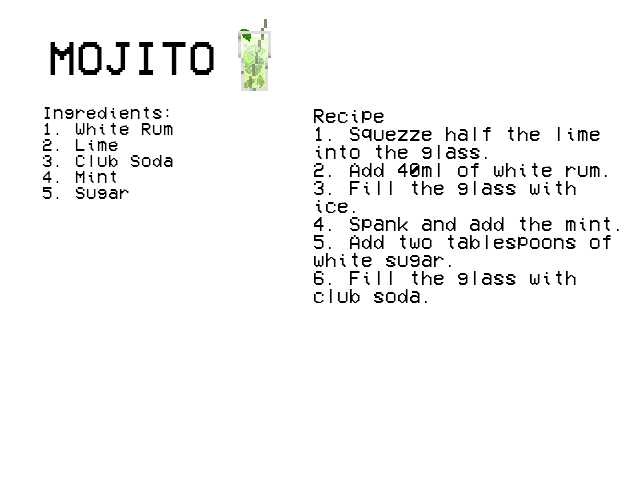 MOJITO
Ingredients:
1. White Rum
2. Lime
3. Club Soda
4. Mint
5. Sugar
Recipe
1. Squezze half the lime
into the glass.
2. Add 40ml of white rum.
3. Fill the glass with
ice.
4. Spank and add the mint.
5. Add two tablespoons of
white sugar.
6. Fill the glass with
club soda.